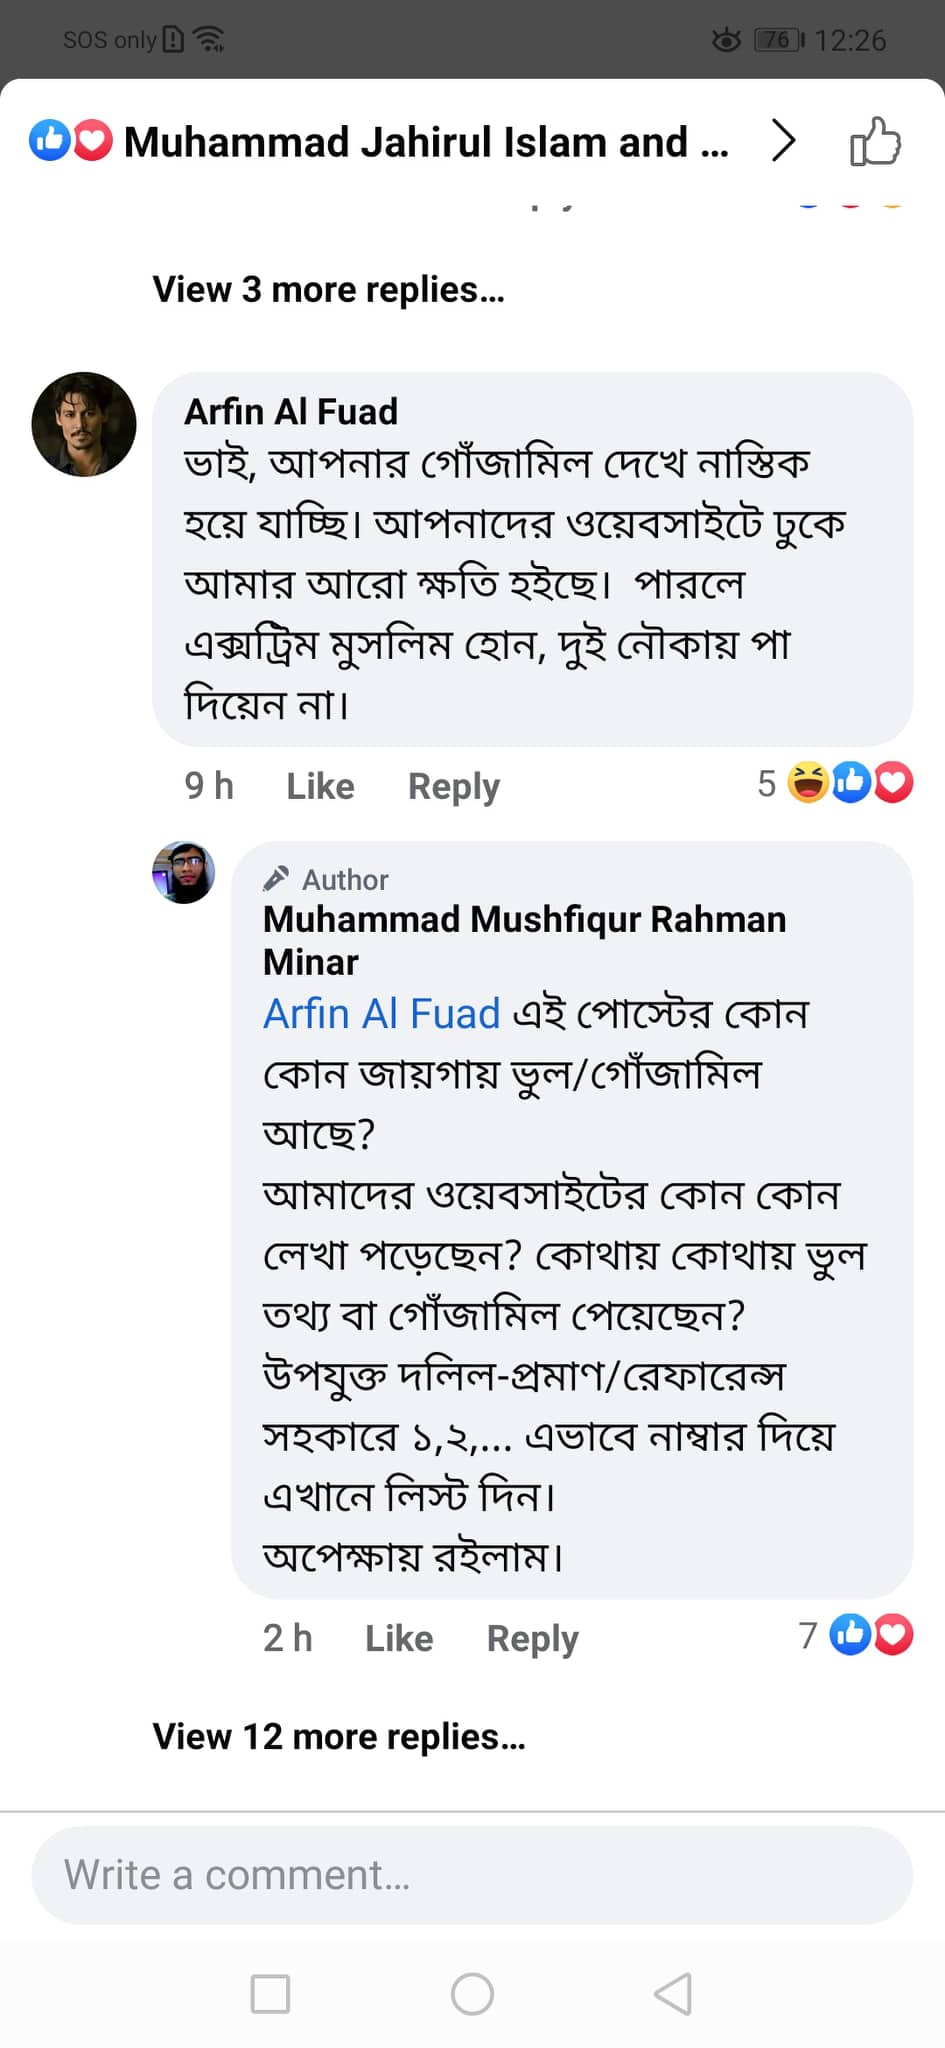 SOS only
76
12:26
Muhammad Jahirul Islam and ...
View 3 more replies...
Arfin Al Fuad
ভাই, আপনার গোঁজামিল দেখে নাস্তিক
হয়ে যাচ্ছি। আপনাদের ওয়েবসাইটে ঢুকে
আমার আরো ক্ষতি হইছে।  পারলে
এক্সট্রিম মুসলিম হোন, দুই নৌকায় পা
দিয়েন না।
9 h Like Reply 5
Author
Muhammad Mushfiqur Rahman
Minar
Arfin Al Fuad এই পোস্টের কোন
কোন জায়গায় ভুল/গোঁজামিল
আছে?
আমাদের ওয়েবসাইটের কোন কোন
লেখা পড়েছেন? কোথায় কোথায় ভুল
তথ্য বা গোঁজামিল পেয়েছেন?
উপযুক্ত দলিল-প্রমাণ/রেফারেন্স
সহকারে ১,২,... এভাবে নাম্বার দিয়ে
এখানে লিস্ট দিন।
অপেক্ষায় রইলাম।
2 h Like Reply 7
View 12 more replies...
Write a comment...